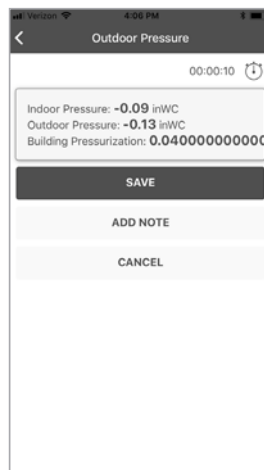 Verizon 4:06 PM
Outdoor Pressure
00:00:10
Indoor Pressure: -0.09 inWC
Outdoor Pressure: -0.13 inWC
Building Pressurization: 0.040000000000
SAVE
ADD NOTE
CANCEL